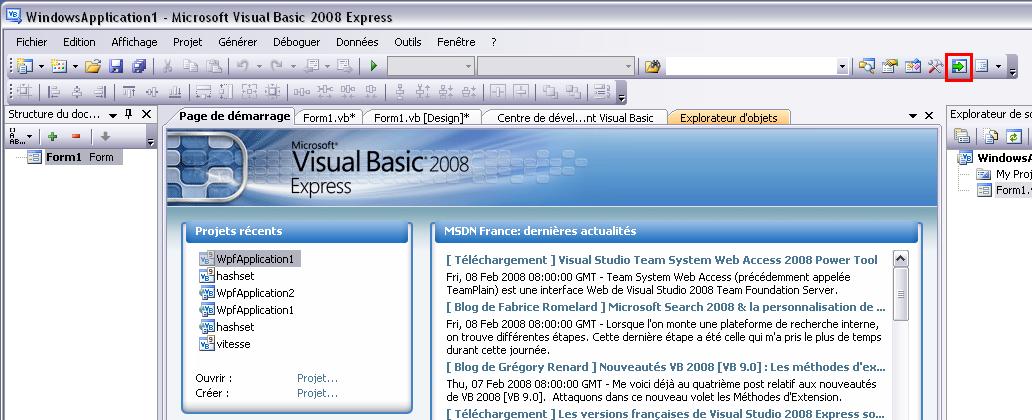 WindowsApplication1 - Microsoft Visual Basic 2008 Express
Fichier Edition Affichage Projet Générer Déboguer Données Outils Fenêtre ?
Structure du doc...
Page de démarrage Form1.vb* Form1.vb [Design]* Centre de dével...nt Visual Basic Explorateur d'objets
Explorateur de so
Form1 Form
Microsoft
Visual Basic 2008
Express
WindowsA
My Proj
Form1.v
Projets récents
WpfApplication1
hashset
WpfApplication2
WpfApplication1
hashset
vitesse
Ouvrir : Projet...
Créer : Projet...
MSDN France: dernières actualités
[ Téléchargement ] Visual Studio Team System Web Access 2008 Power Tool
Fri, 08 Feb 2008 08:00:00 GMT - Team System Web Access (précédemment appelée
TeamPlain) est une interface Web de Visual Studio 2008 Team Foundation Server.
[ Blog de Fabrice Romelard ] Microsoft Search 2008 & la personnalisation de ...
Fri, 08 Feb 2008 08:00:00 GMT - Lorsque l'on monte une plateforme de recherche interne,
on trouve différentes étapes. Cette dernière étape a été celle qui m'a pris le plus de temps
durant cette journée.
[ Blog de Grégory Renard ] Nouveautés VB 2008 [VB 9.0] : Les méthodes d'ex...
Thu, 07 Feb 2008 08:00:00 GMT - Me voici déjà au quatrième post relatif aux nouveautés
de VB 2008 [VB 9.0]. Attaquons dans ce nouveau volet les Méthodes d'Extension.
[ Téléchargement ] Les versions françaises de Visual Studio 2008 Express so...